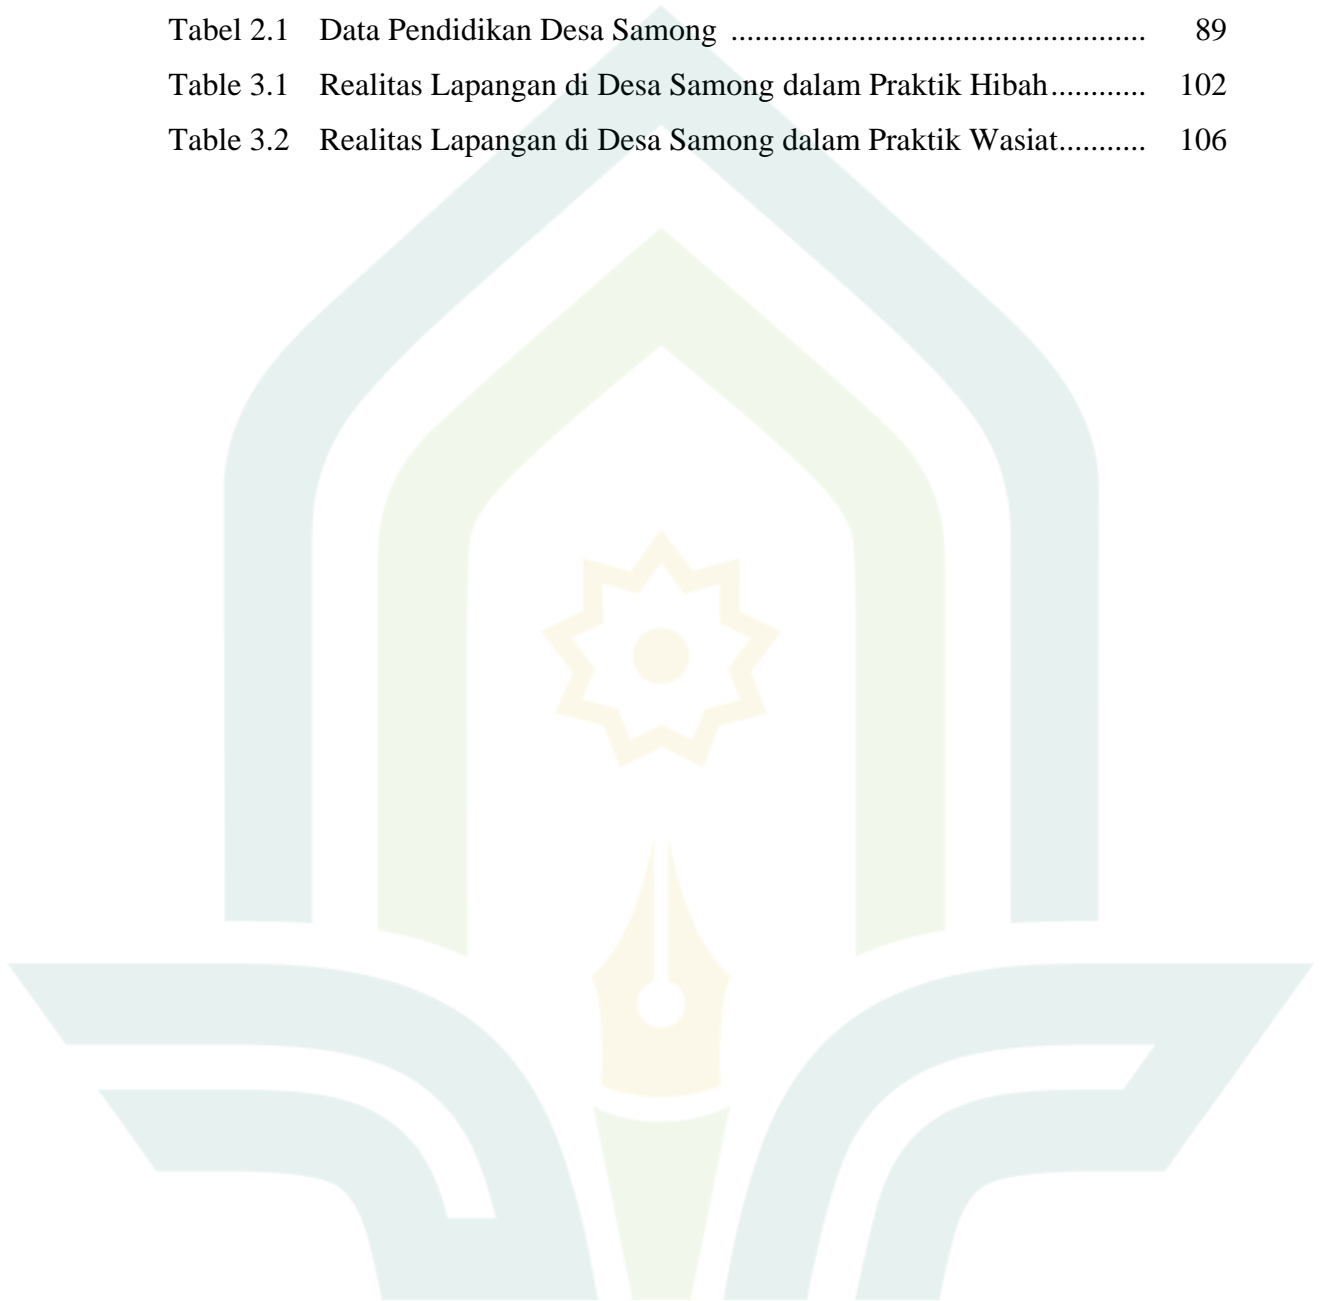 Tabel 2.1 Data Pendidikan Desa Samong ................................................ 89
Table 3.1 Realitas Lapangan di Desa Samong dalam Praktik Hibah............ 102
Table 3.2 Realitas Lapangan di Desa Samong dalam Praktik Wasiat........... 106